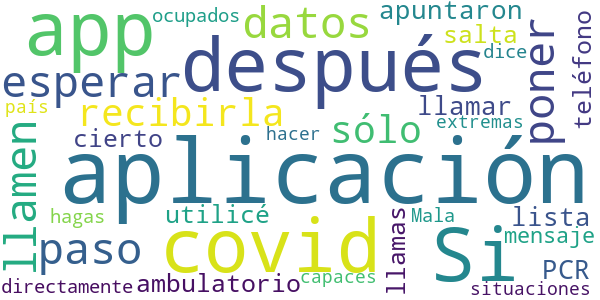 ocupados
apuntaron
app
datos
salta
dice
teléfono
poner
esperar
después
país
recibirla
llamar
extremas
cierto
hacer
sólo
llamen
aplicación
hagas
utilicé
llamas
Mala
lista
mensaje
paso
covid
Si
PCR
directamente
ambulatorio
capaces
situaciones